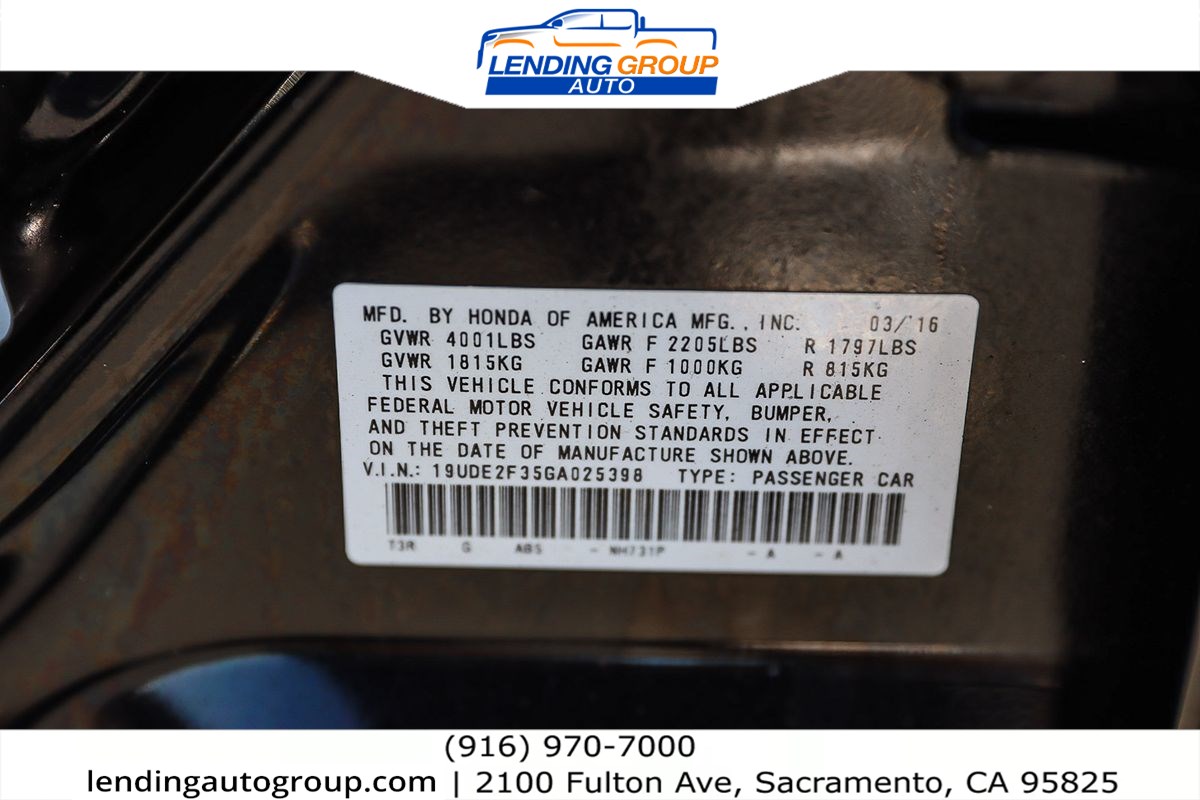 LENDING GROUP
AUTO
MFD. BY HONDA OF AMERICA MFG., INC. 03/'16
GVWR 4001LBS GAWR F 2205LBS R 1797LBS
GVWR 1815KG GAWR F 1000KG R 815KG
THIS VEHICLE CONFORMS TO ALL APPLICABLE
FEDERAL MOTOR VEHICLE SAFETY, BUMPER,
AND THEFT PREVENTION STANDARDS IN EFFECT
ON THE DATE OF MANUFACTURE SHOWN ABOVE.
V.I.N.: 19UDE2F35GA025398 TYPE: PASSENGER CAR
T3R G ABS - NH731P - A - A
(916) 970-7000
lendingautogroup.com | 2100 Fulton Ave, Sacramento, CA 95825